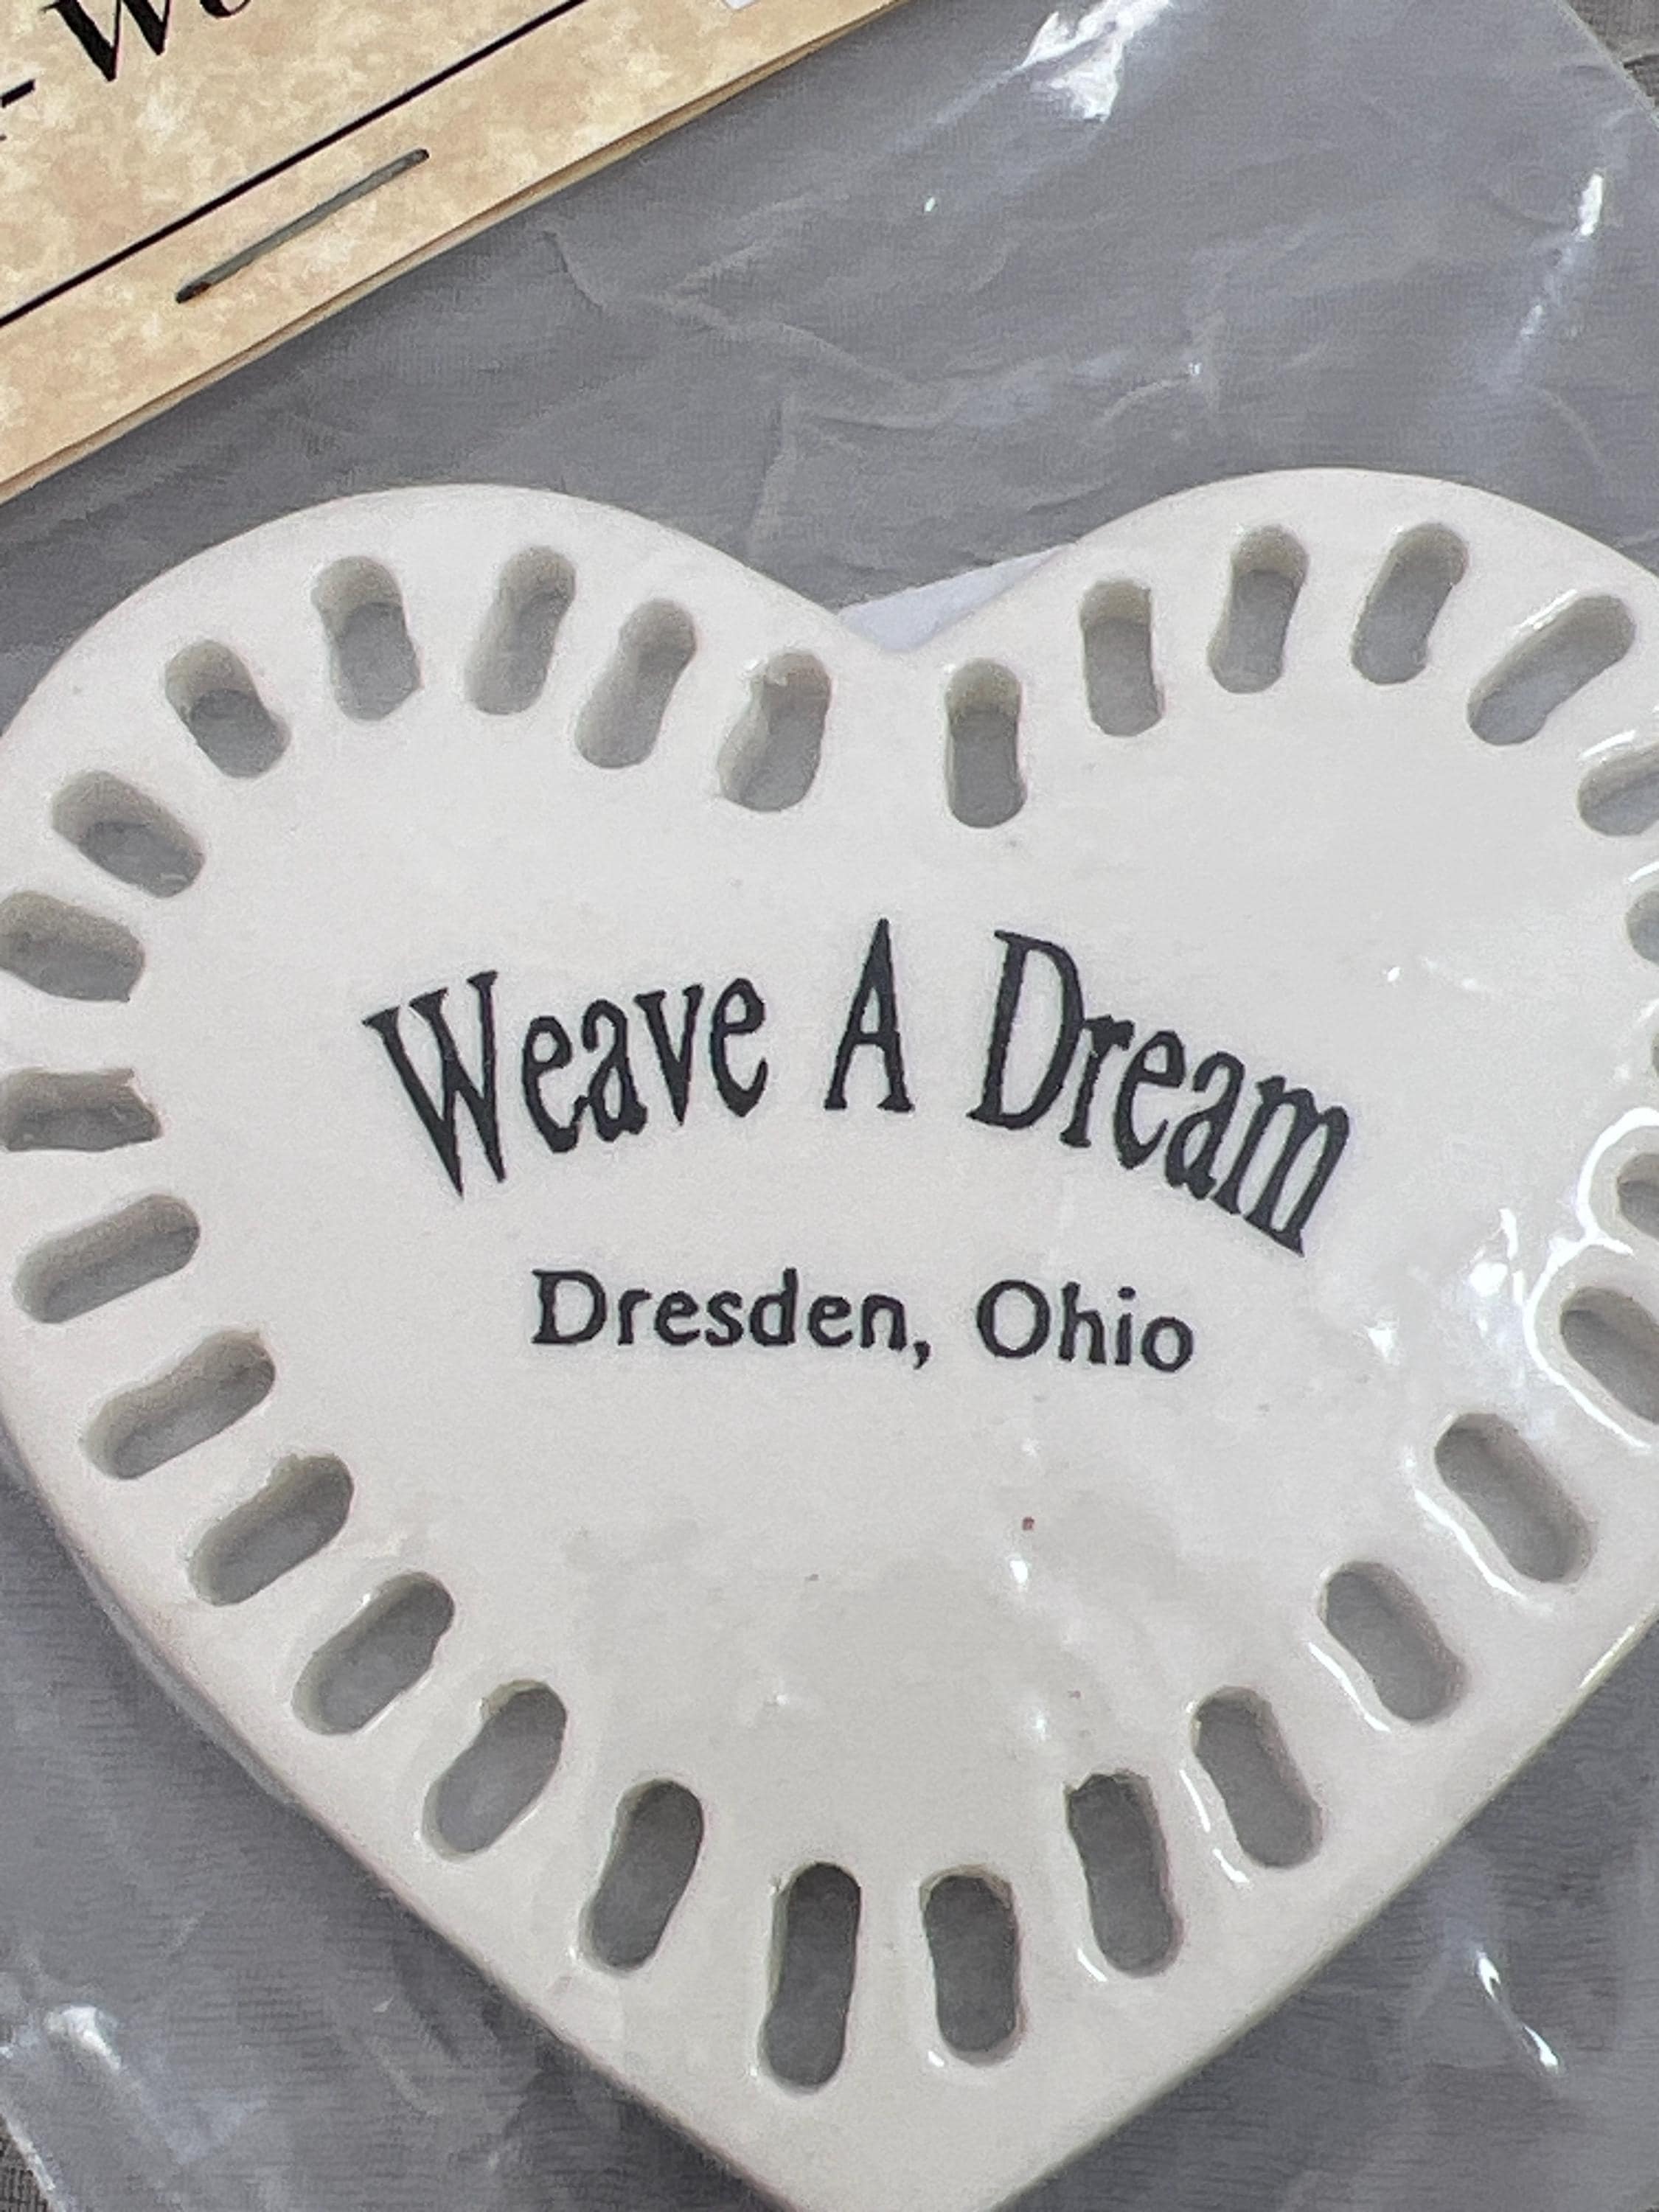 Weave A Dream
Dresden, Ohio